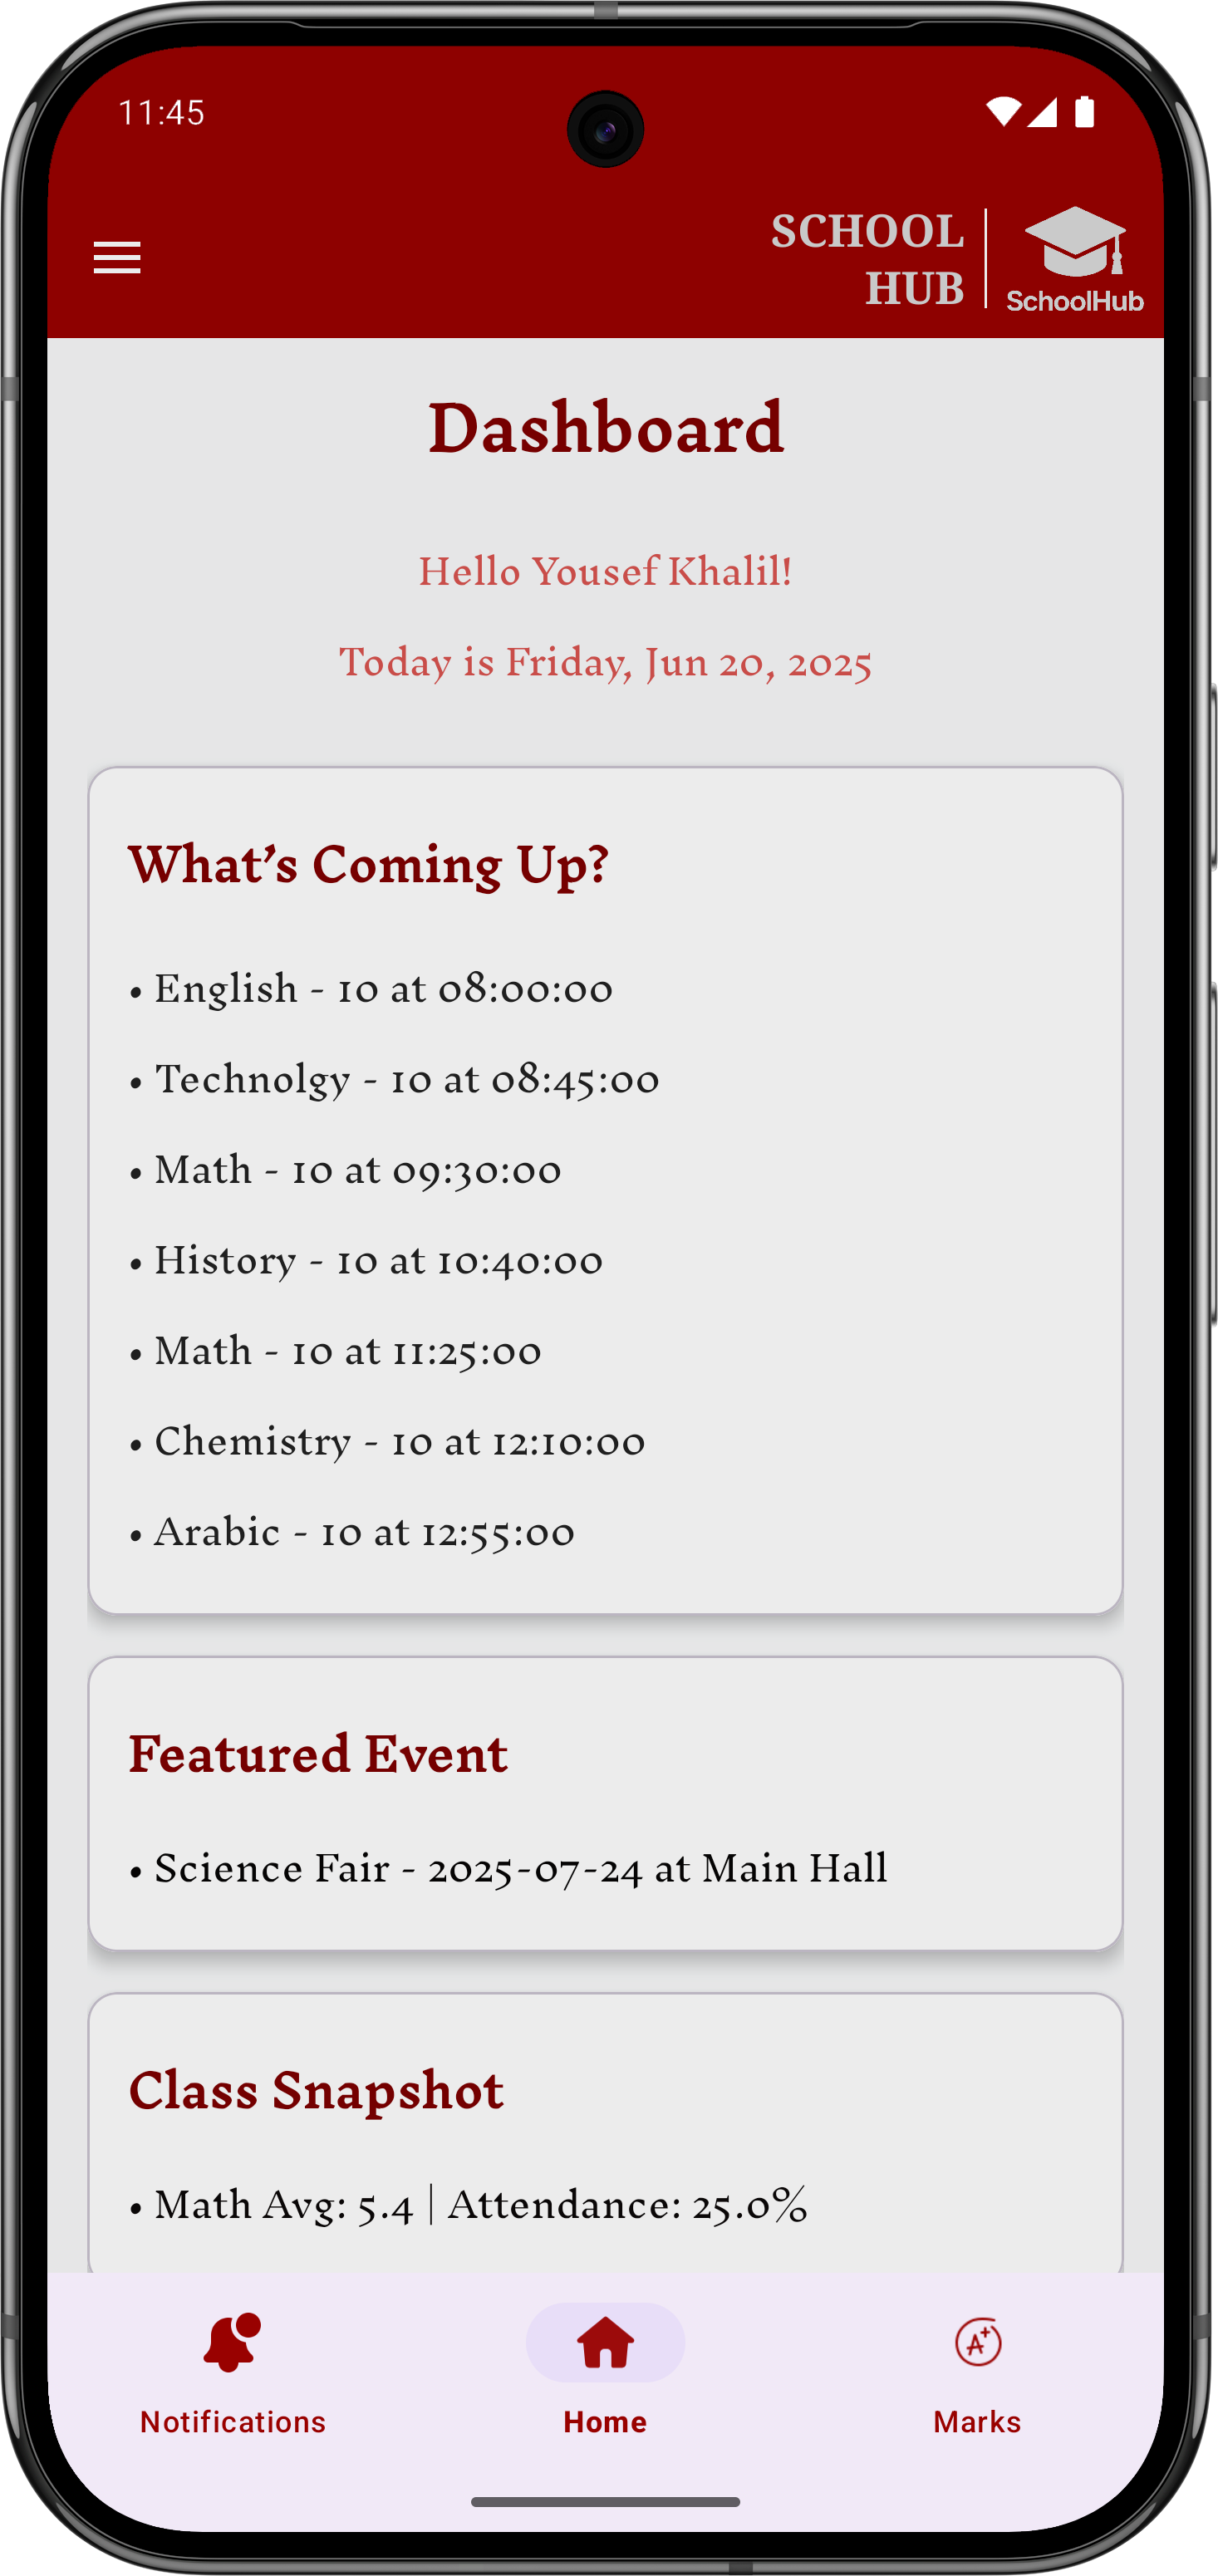 11:45
SCHOOL
HUB
SchoolHub
Dashboard
Hello Yousef Khalil!
Today is Friday, Jun 20, 2025
What's Coming Up?
• English - 10 at 08:00:00
• Technolgy - 10 at 08:45:00
• Math - 10 at 09:30:00
• History - 10 at 10:40:00
• Math - 10 at 11:25:00
• Chemistry - 10 at 12:10:00
• Arabic - 10 at 12:55:00
Featured Event
• Science Fair - 2025-07-24 at Main Hall
Class Snapshot
• Math Avg: 5.4 | Attendance: 25.0%
A+
Notifications
Home
Marks